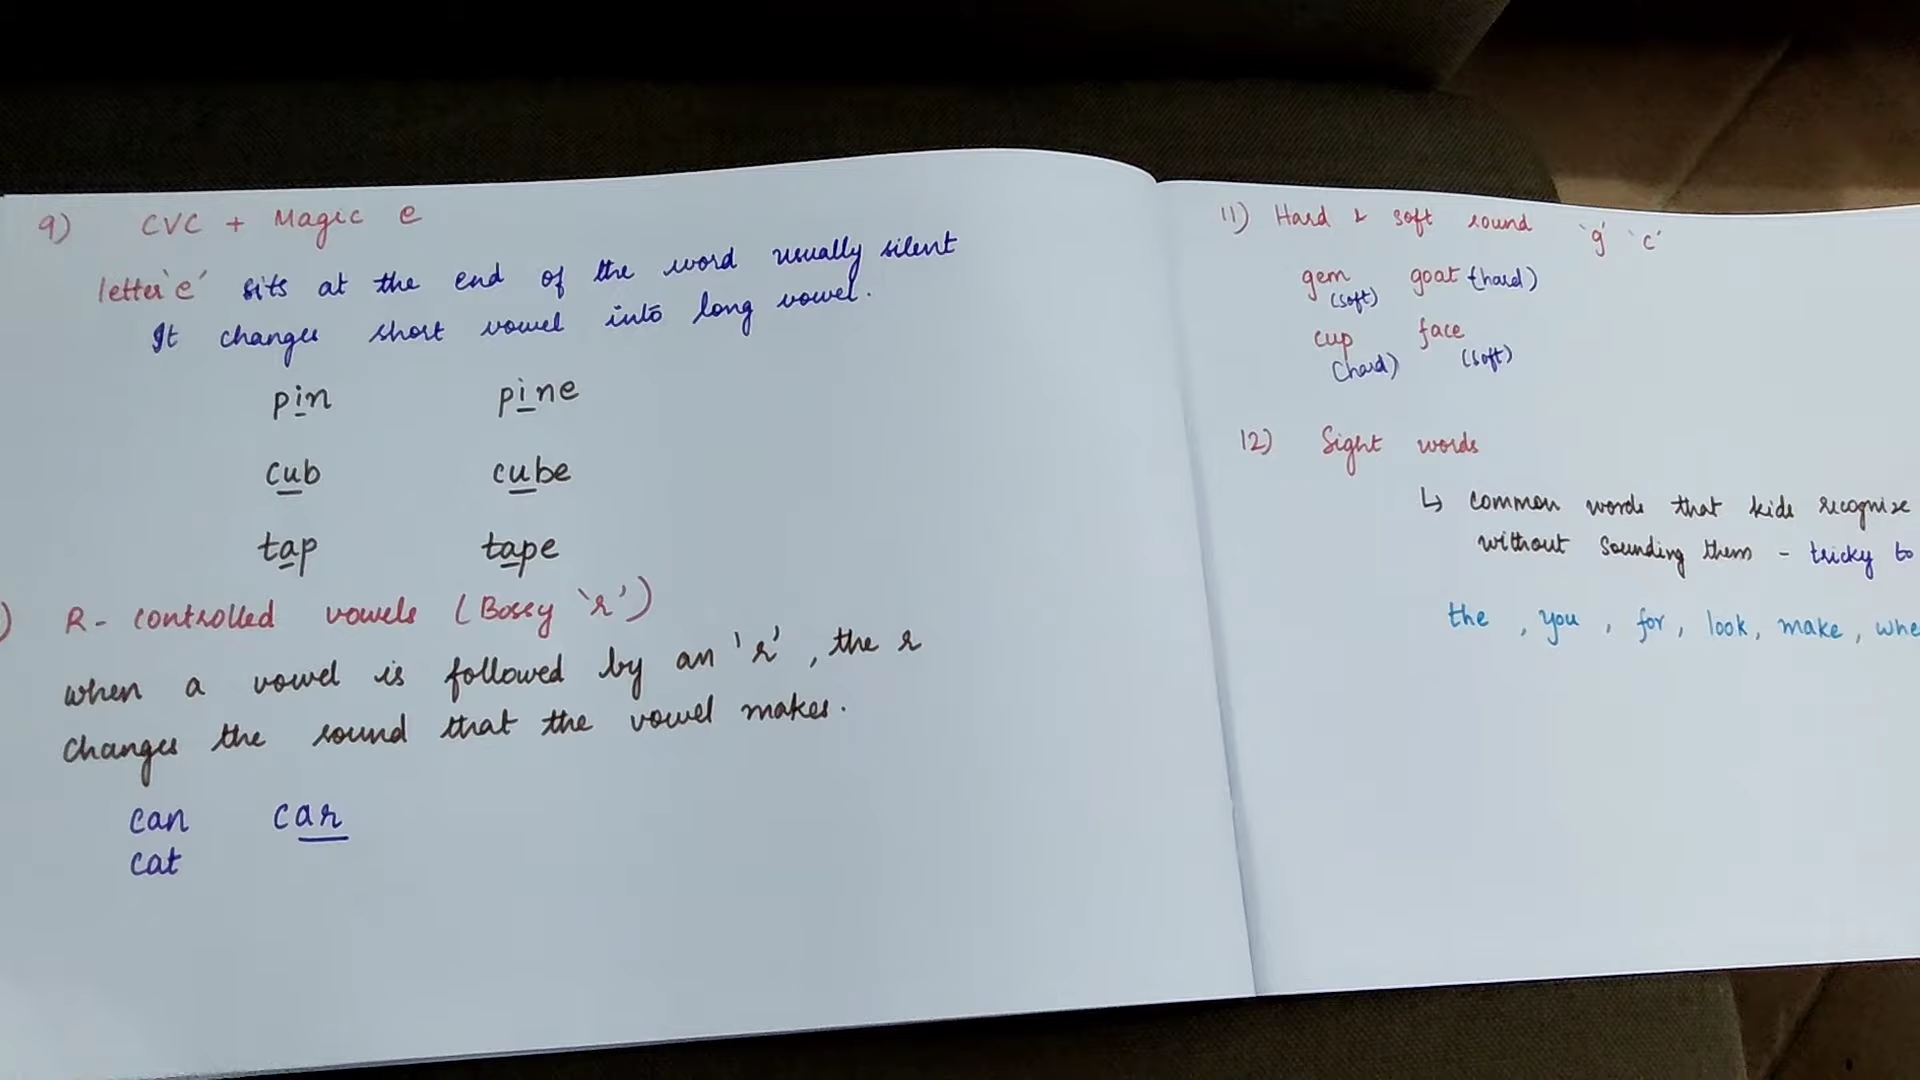 9) CVC + Magic e
letter 'e' sits at the end of the word usually silent
It changes short vowel into long vowel.
pin pine
cub cube
tap tape
) R- controlled vowels (Bossy 'r')
when a vowel is followed by an 'r', the r
changes the sound that the vowel makes.
can car
cat
11) Hard & soft sound 'g' 'c'
gem goat (hard)
(soft)
cup face
(hard) (soft)
12) Sight words
↳ common words that kids recognize
without sounding them - tricky to
the, you, for, look, make, whe